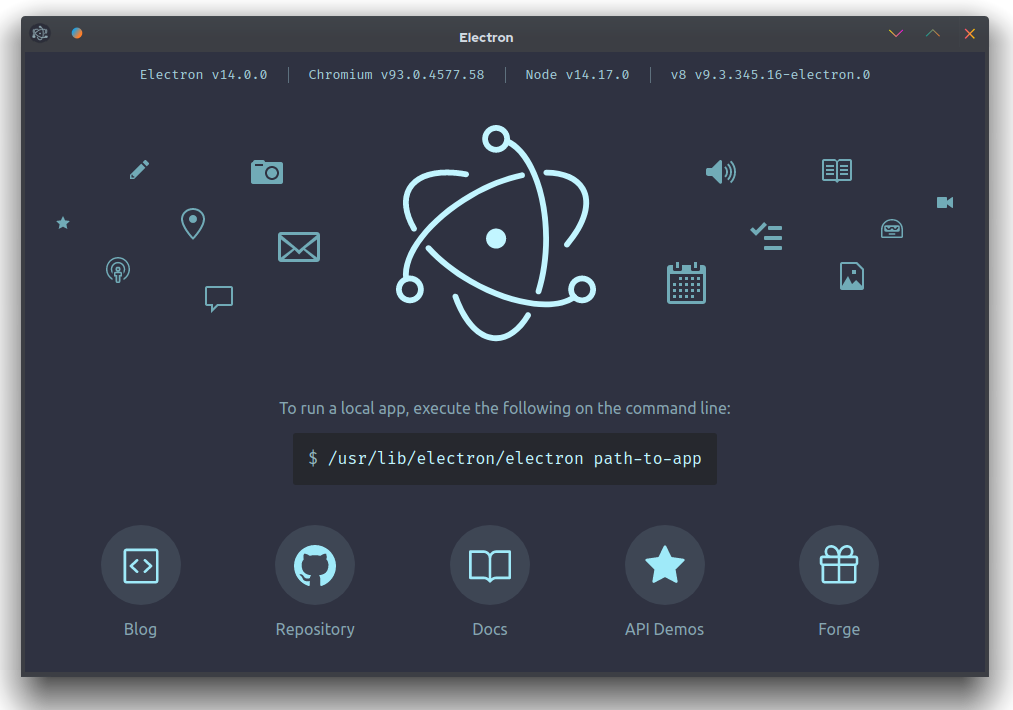 Electron
Electron v14.0.0 | Chromium v93.0.4577.58 | Node v14.17.0 | v8 v9.3.345.16-electron.0
To run a local app, execute the following on the command line:
$ /usr/lib/electron/electron path-to-app
Blog Repository Docs API Demos Forge